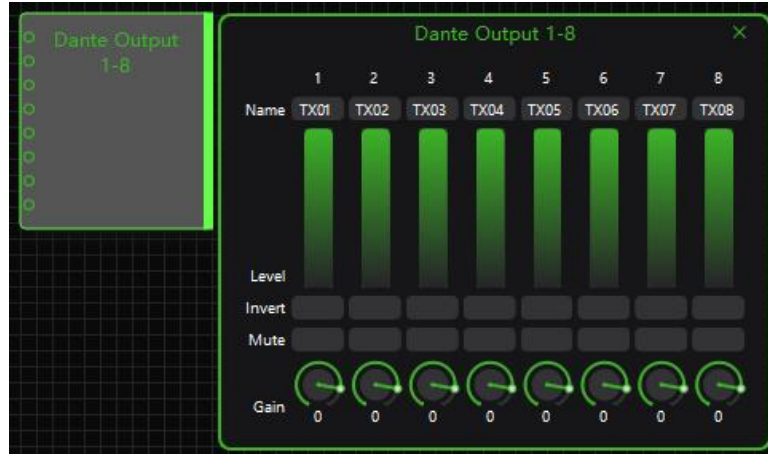 Dante Output
1-8
Dante Output 1-8
1 2 3 4 5 6 7 8
Name TX01 TX02 TX03 TX04 TX05 TX06 TX07 TX08
Level
Invert
Mute
Gain
0 0 0 0 0 0 0 0